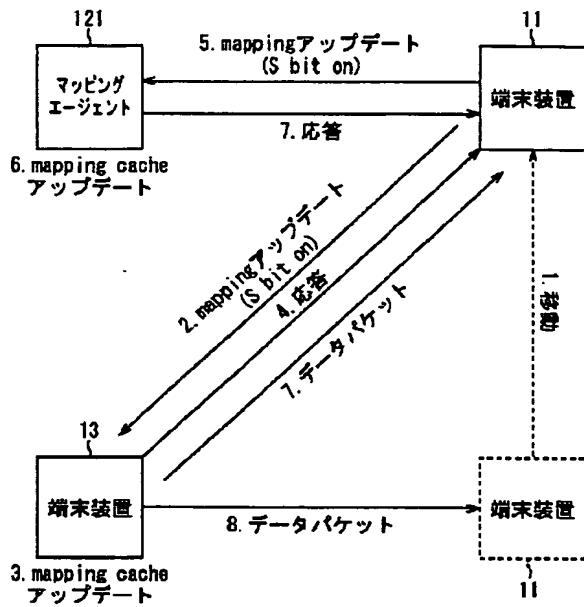 121
11
5.mappingアップデート
(S bit on)
マッピング
エージェント
端末装置
7.応答
6.mapping cache
アップデート
2.mappingアップデート
(S bit on)
4.応答
7.データパケット
1.移動
13
端末装置
端末装置
8.データパケット
3.mapping cache
アップデート
11